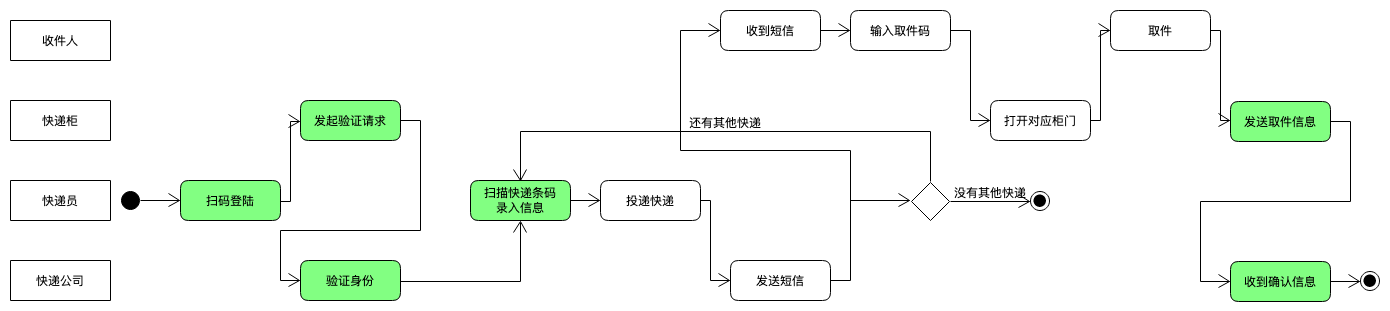 收件人
收到短信
输入取件码
取件
快递柜
发起验证请求
还有其他快递
打开对应柜门
发送取件信息
快递员
扫码登陆
扫描快递条码
录入信息
投递快递
没有其他快递
快递公司
验证身份
发送短信
收到确认信息